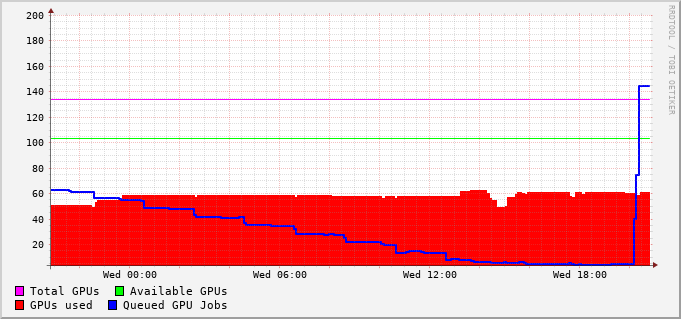 200
180
160
140
120
100
80
60
40
20
Wed 00:00 Wed 06:00 Wed 12:00 Wed 18:00
Total GPUs Available GPUs
GPUs used Queued GPU Jobs
RRDTOOL / TOBI OETIKER